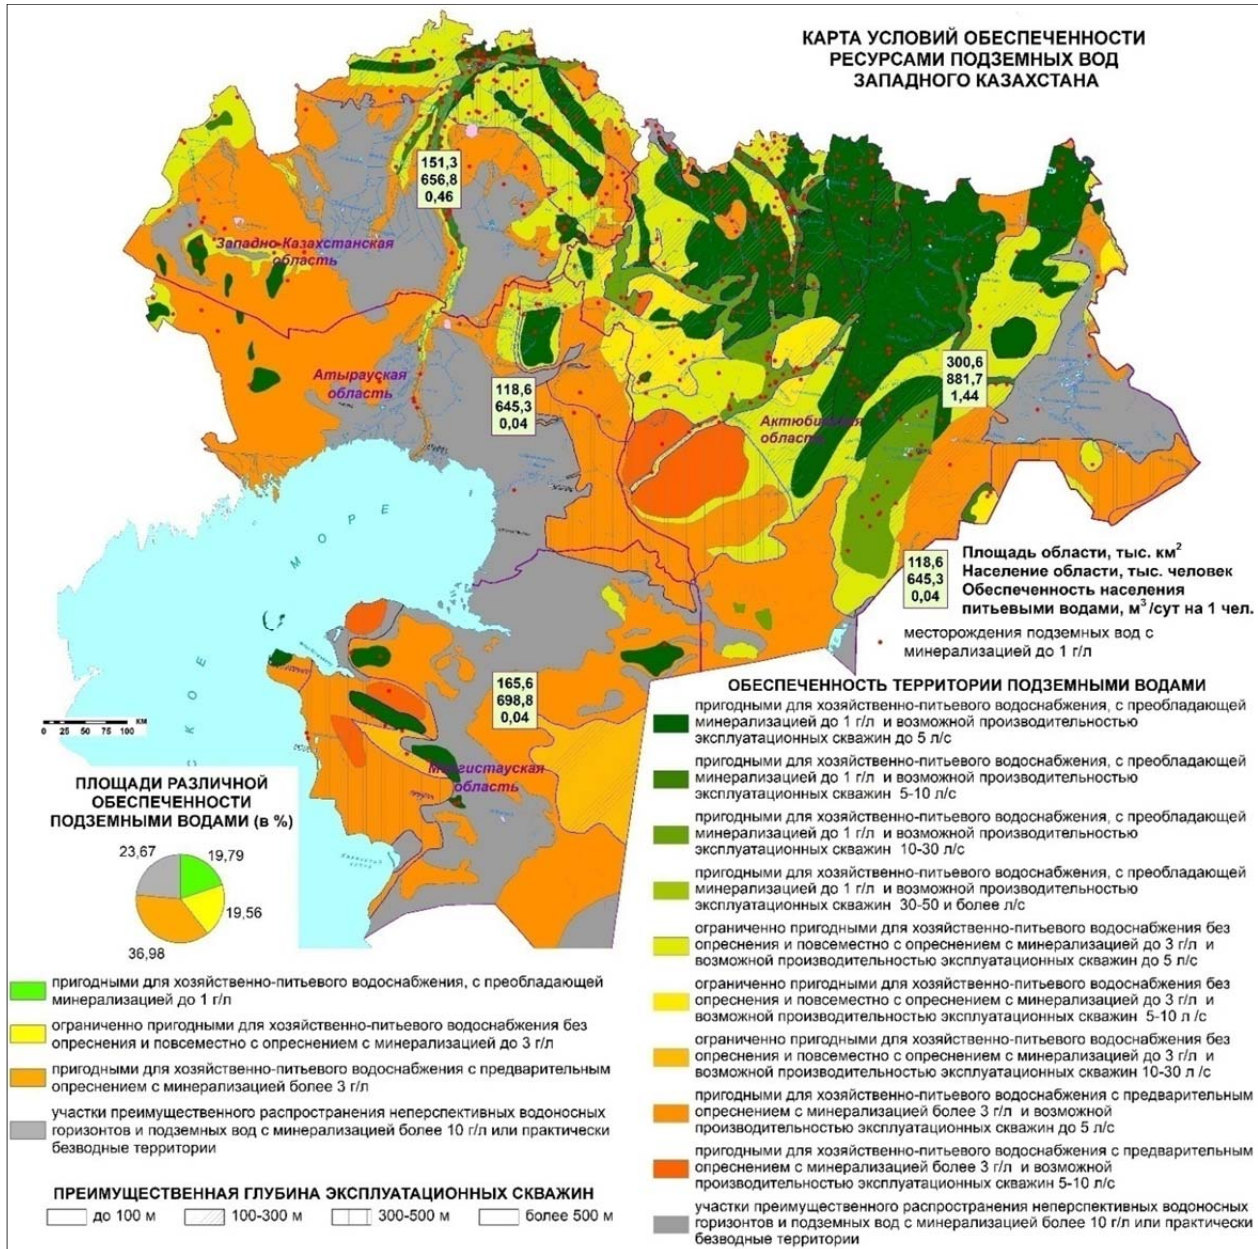 КАРТА УСЛОВИЙ ОБЕСПЕЧЕННОСТИ
РЕСУРСАМИ ПОДЗЕМНЫХ ВОД
ЗАПАДНОГО КАЗАХСТАНА
151,3
656,8
0,46
Западно-Казахстанская
область
Атырауская
область
118,6
645,3
0,04
300,6
881,7
1,44
Актюбинская
область
МОРЕ
СКОЕ
165,6
698,8
0,04
Мангистауская
область
118,6
645,3
0,04
Площадь области, тыс. км2
Население области, тыс. человек
Обеспеченность населения
питьевыми водами, м3/сут на 1 чел.
месторождения подземных вод с
минерализацией до 1 г/л
100 75 50 25 0 25 50 75 100 КМ
ПЛОЩАДИ РАЗЛИЧНОЙ
ОБЕСПЕЧЕННОСТИ
ПОДЗЕМНЫМИ ВОДАМИ (в %)
23,67
19,79
19,56
36,98
пригодными для хозяйственно-питьевого водоснабжения, с преобладающей
минерализацией до 1 г/л
ограниченно пригодными для хозяйственно-питьевого водоснабжения без
опреснения и повсеместно с опреснением с минерализацией до 3 г/л
пригодными для хозяйственно-питьевого водоснабжения с предварительным
опреснением с минерализацией более 3 г/л
участки преимущественного распространения неперспективных водоносных
горизонтов и подземных вод с минерализацией более 10 г/л или практически
безводные территории
ПРЕИМУЩЕСТВЕННАЯ ГЛУБИНА ЭКСПЛУАТАЦИОННЫХ СКВАЖИН
до 100 м
100-300 м
300-500 м
более 500 м
ОБЕСПЕЧЕННОСТЬ ТЕРРИТОРИИ ПОДЗЕМНЫМИ ВОДАМИ
пригодными для хозяйственно-питьевого водоснабжения, с преобладающей
минерализацией до 1 г/л и возможной производительностью
эксплуатационных скважин до 5 л/с
пригодными для хозяйственно-питьевого водоснабжения, с преобладающей
минерализацией до 1 г/л и возможной производительностью
эксплуатационных скважин 5-10 л/с
пригодными для хозяйственно-питьевого водоснабжения, с преобладающей
минерализацией до 1 г/л и возможной производительностью
эксплуатационных скважин 10-30 л/с
пригодными для хозяйственно-питьевого водоснабжения, с преобладающей
минерализацией до 1 г/л и возможной производительностью
эксплуатационных скважин 30-50 и более л/с
ограниченно пригодными для хозяйственно-питьевого водоснабжения без
опреснения и повсеместно с опреснением с минерализацией до 3 г/л и
возможной производительностью эксплуатационных скважин до 5 л/с
ограниченно пригодными для хозяйственно-питьевого водоснабжения без
опреснения и повсеместно с опреснением с минерализацией до 3 г/л и
возможной производительностью эксплуатационных скважин 5-10 л /с
ограниченно пригодными для хозяйственно-питьевого водоснабжения без
опреснения и повсеместно с опреснением с минерализацией до 3 г/л и
возможной производительностью эксплуатационных скважин 10-30 л /с
пригодными для хозяйственно-питьевого водоснабжения с предварительным
опреснением с минерализацией более 3 г/л и возможной
производительностью эксплуатационных скважин до 5 л/с
пригодными для хозяйственно-питьевого водоснабжения с предварительным
опреснением с минерализацией более 3 г/л и возможной
производительностью эксплуатационных скважин 5-10 л/с
участки преимущественного распространения неперспективных водоносных
горизонтов и подземных вод с минерализацией более 10 г/л или практически
безводные территории